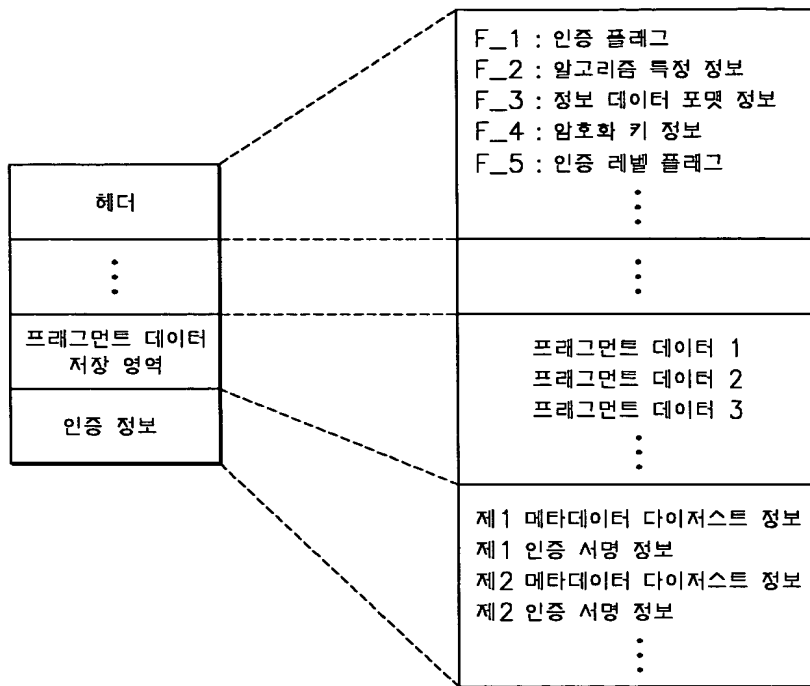 헤더
프래그먼트 데이터
저장 영역
인증 정보
F_1 : 인증 플래그
F_2 : 알고리즘 특정 정보
F_3 : 정보 데이터 포맷 정보
F_4 : 암호화 키 정보
F_5 : 인증 레벨 플래그
프래그먼트 데이터 1
프래그먼트 데이터 2
프래그먼트 데이터 3
제1 메타데이터 다이저스트 정보
제1 인증 서명 정보
제2 메타데이터 다이저스트 정보
제2 인증 서명 정보